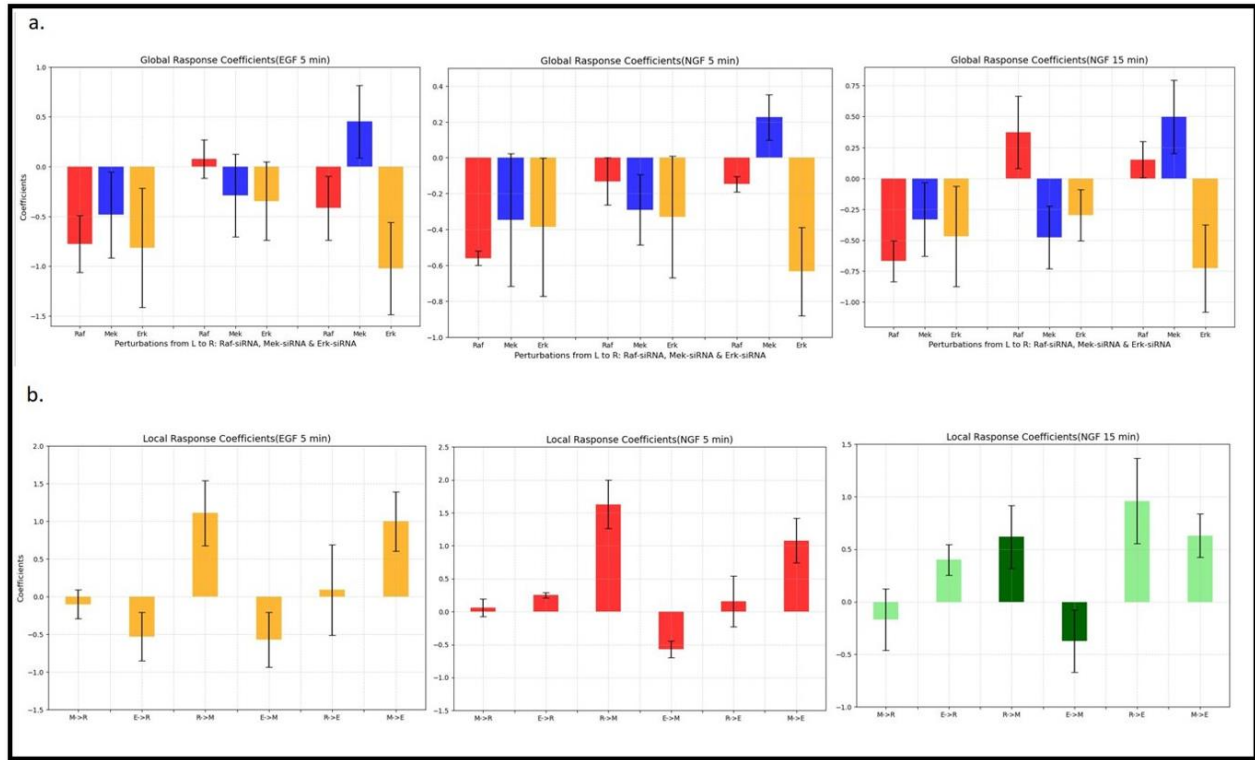 a.
Global Response Coefficients(EGF 5 min)
Coefficients
1.0
0.5
0.0
−0.5
−1.0
−1.5
Raf Mek Erk Raf Mek Erk Raf Mek Erk
Perturbations from L to R: Raf-siRNA, Mek-siRNA & Erk-siRNA
Global Response Coefficients(NGF 5 min)
0.4
0.2
0.0
−0.2
−0.4
−0.6
−0.8
−1.0
Raf Mek Erk Raf Mek Erk Raf Mek Erk
Perturbations from L to R: Raf-siRNA, Mek-siRNA & Erk-siRNA
Global Response Coefficients(NGF 15 min)
0.75
0.50
0.25
0.00
−0.25
−0.50
−0.75
−1.00
Raf Mek Erk Raf Mek Erk Raf Mek Erk
Perturbations from L to R: Raf-siRNA, Mek-siRNA & Erk-siRNA
b.
Local Rasponse Coefficients(EGF 5 min)
Coefficients
2.0
1.5
1.0
0.5
0.0
−0.5
−1.0
−1.5
M->R E->R R->M E->M R->E M->E
Local Rasponse Coefficients(NGF 5 min)
2.5
2.0
1.5
1.0
0.5
0.0
−0.5
−1.0
−1.5
M->R E->R R->M E->M R->E M->E
Local Rasponse Coefficients(NGF 15 min)
1.5
1.0
0.5
0.0
−0.5
−1.0
M->R E->R R->M E->M R->E M->E